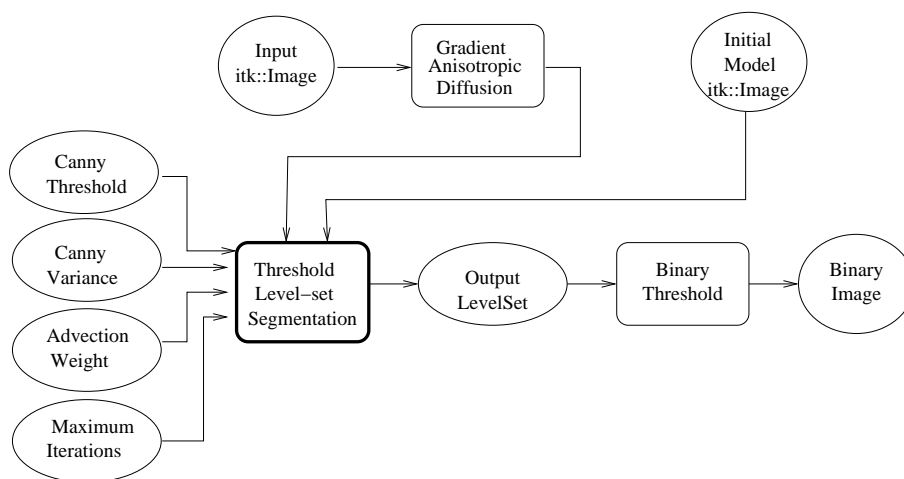 Input
itk::Image
Gradient
Anisotropic
Diffusion
Initial
Model
itk::Image
Canny
Threshold
Canny
Variance
Advection
Weight
Maximum
Iterations
Threshold
Level−set
Segmentation
Output
LevelSet
Binary
Threshold
Binary
Image